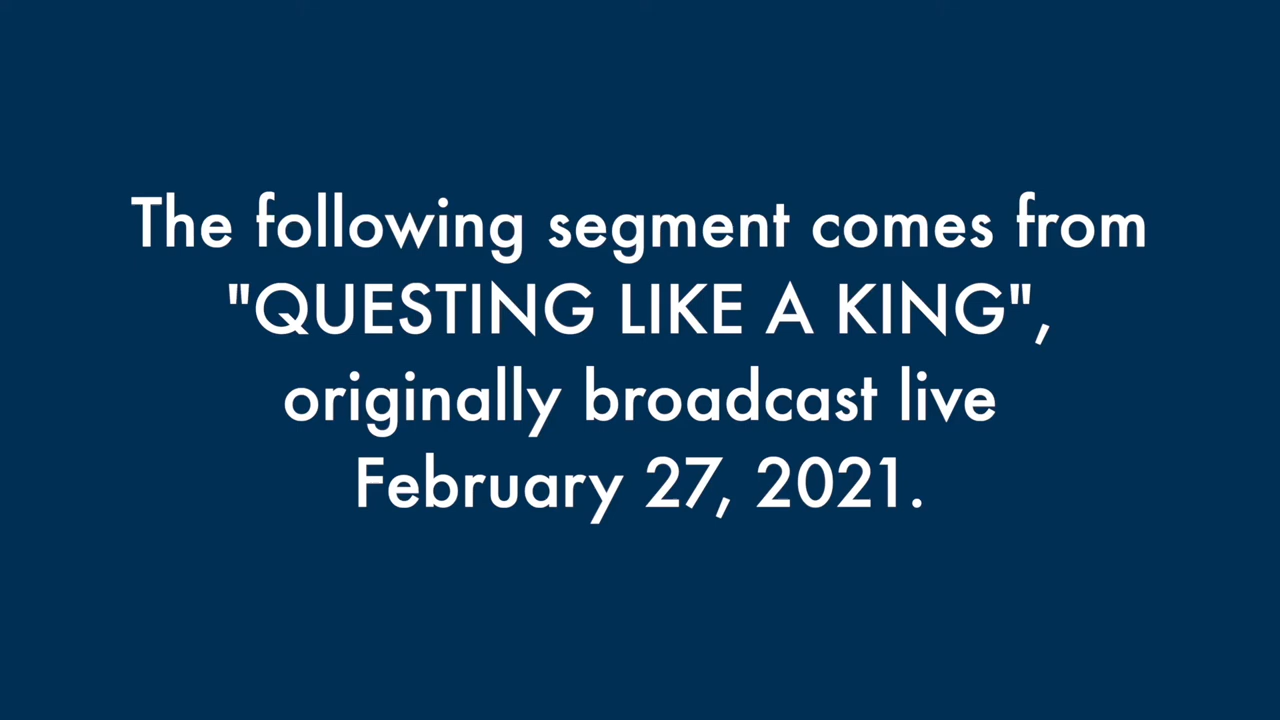 The following segment comes from
"QUESTING LIKE A KING",
originally broadcast live
February 27, 2021.